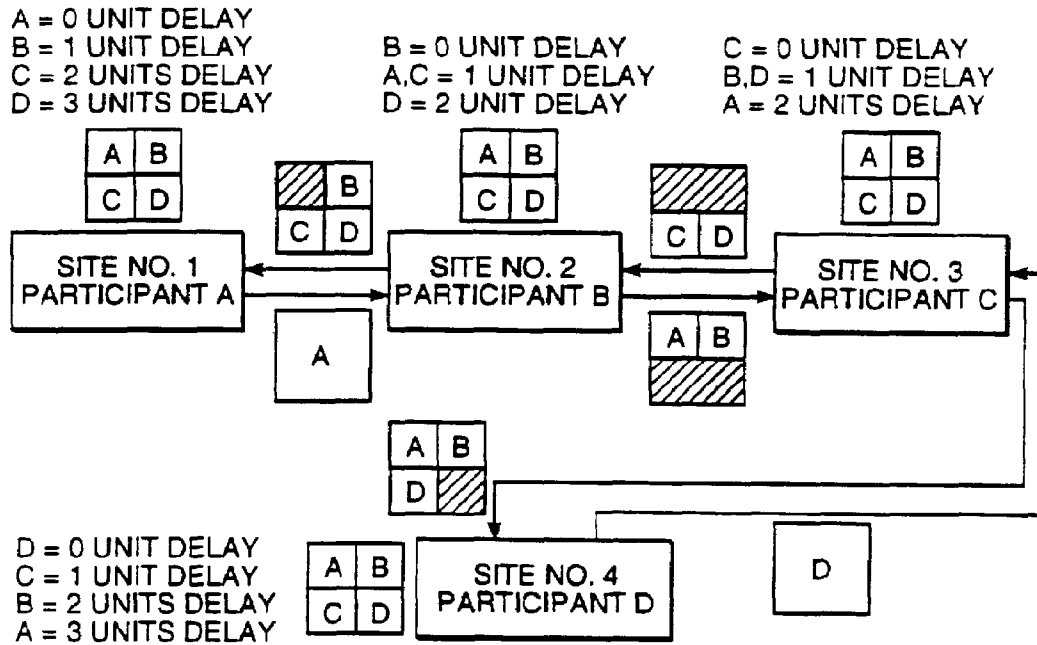 A = 0 UNIT DELAY
B = 1 UNIT DELAY
C = 2 UNITS DELAY
D = 3 UNITS DELAY
B = 0 UNIT DELAY
A,C = 1 UNIT DELAY
D = 2 UNIT DELAY
C = 0 UNIT DELAY
B,D = 1 UNIT DELAY
A = 2 UNITS DELAY
A B
C D
B
C D
A B
C D
C D
A B
C D
SITE NO. 1
PARTICIPANT A
SITE NO. 2
PARTICIPANT B
SITE NO. 3
PARTICIPANT C
A
A B
A B
D
D = 0 UNIT DELAY
C = 1 UNIT DELAY
B = 2 UNITS DELAY
A = 3 UNITS DELAY
A B
C D
SITE NO. 4
PARTICIPANT D
D